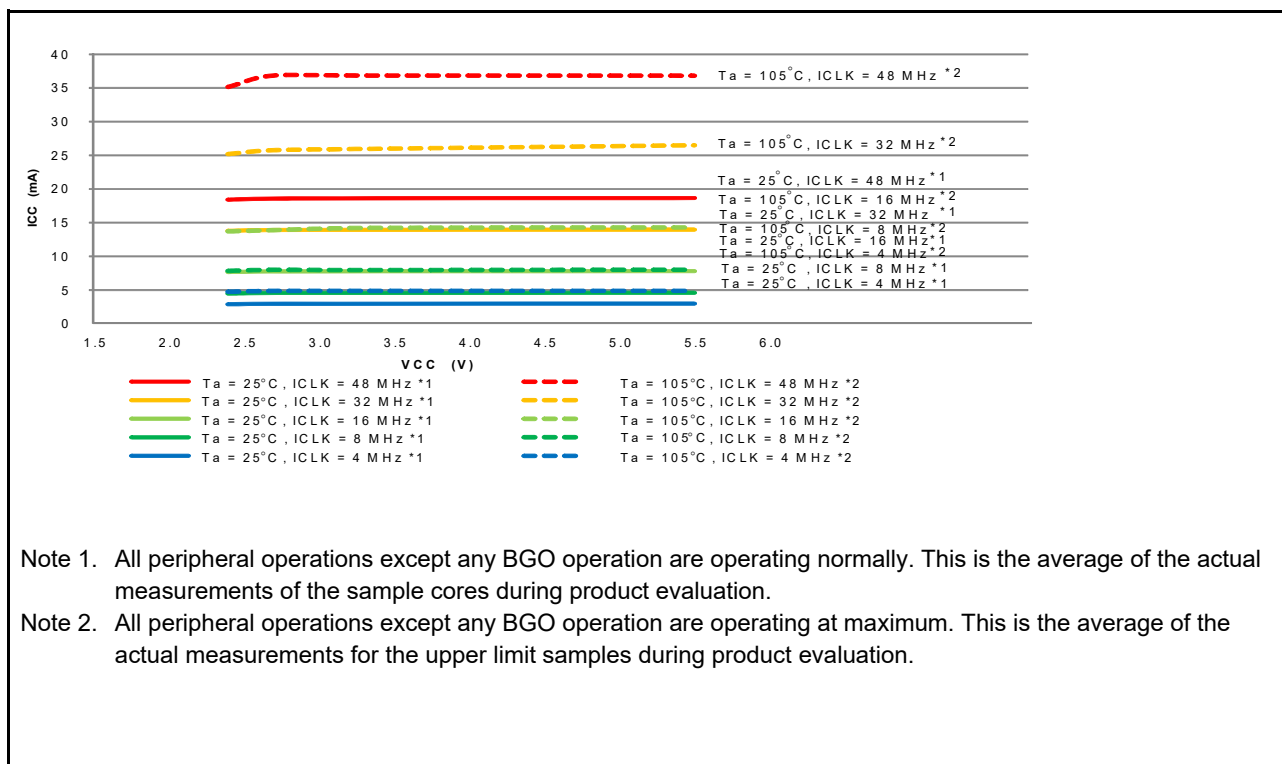 40
35
30
25
20
15
10
5
0
ICC (mA)
1.5 2.0 2.5 3.0 3.5 4.0 4.5 5.0 5.5 6.0
VCC (V)
Ta = 105°C, ICLK = 48 MHz *2
Ta = 105°C, ICLK = 32 MHz *2
Ta = 25°C, ICLK = 48 MHz *1
Ta = 105°C, ICLK = 16 MHz *2
Ta = 25°C, ICLK = 32 MHz *1
Ta = 105°C, ICLK = 8 MHz *2
Ta = 25°C, ICLK = 16 MHz *1
Ta = 105°C, ICLK = 4 MHz *2
Ta = 25°C, ICLK = 8 MHz *1
Ta = 25°C, ICLK = 4 MHz *1
Ta = 25°C, ICLK = 48 MHz *1 Ta = 105°C, ICLK = 48 MHz *2
Ta = 25°C, ICLK = 32 MHz *1 Ta = 105°C, ICLK = 32 MHz *2
Ta = 25°C, ICLK = 16 MHz *1 Ta = 105°C, ICLK = 16 MHz *2
Ta = 25°C, ICLK = 8 MHz *1 Ta = 105°C, ICLK = 8 MHz *2
Ta = 25°C, ICLK = 4 MHz *1 Ta = 105°C, ICLK = 4 MHz *2
Note 1. All peripheral operations except any BGO operation are operating normally. This is the average of the actual
measurements of the sample cores during product evaluation.
Note 2. All peripheral operations except any BGO operation are operating at maximum. This is the average of the
actual measurements for the upper limit samples during product evaluation.